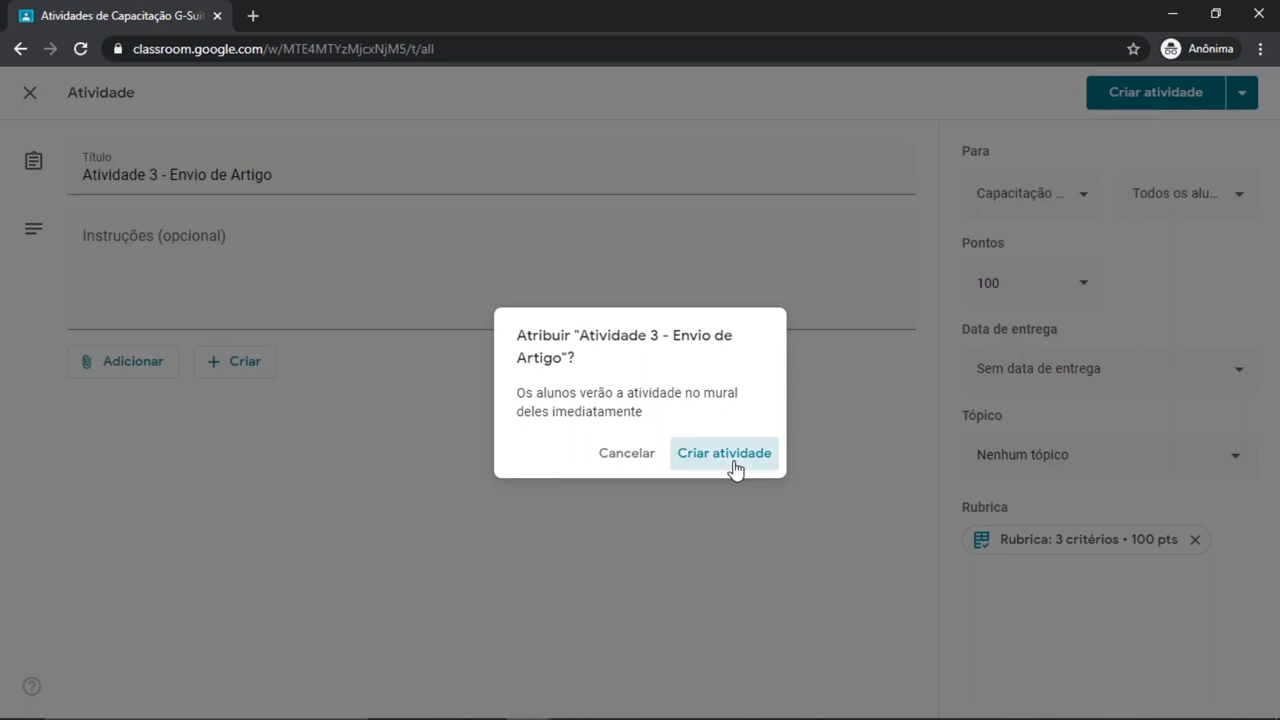 Atividades de Capacitação G-Suit
classroom.google.com/w/MTE4MTYzMjcxNjM5/t/all
Anônima
Atividade
Criar atividade
Título
Atividade 3 - Envio de Artigo
Instruções (opcional)
Adicionar
Criar
Para
Capacitação ...
Todos os alu...
Pontos
100
Data de entrega
Sem data de entrega
Tópico
Nenhum tópico
Rubrica
Rubrica: 3 critérios • 100 pts
Atribuir "Atividade 3 - Envio de
Artigo"?
Os alunos verão a atividade no mural
deles imediatamente
Cancelar
Criar atividade